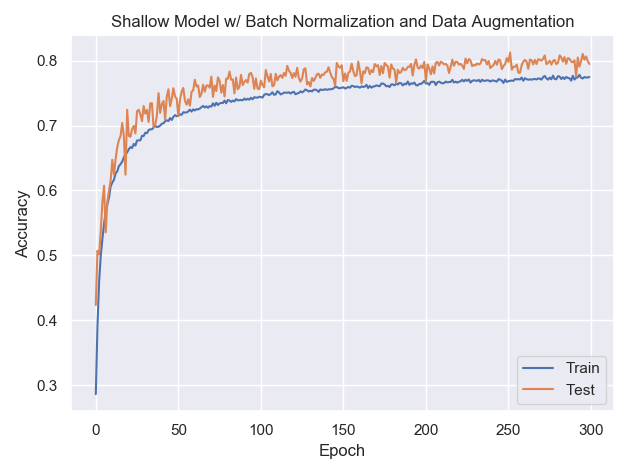 Shallow Model w/ Batch Normalization and Data Augmentation
0.8
0.7
0.6
0.5
0.4
0.3
Accuracy
0 50 100 150 200 250 300
Epoch
Train
Test